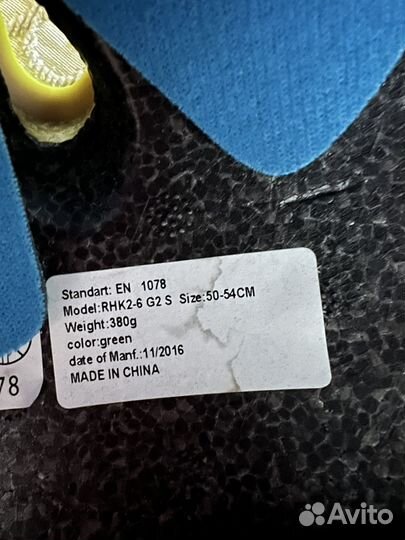 Standart: EN 1078
Model:RHK2-6 G2 S Size:50-54CM
Weight:380g
color:green
date of Manf.:11/2016
MADE IN CHINA
78
Avito